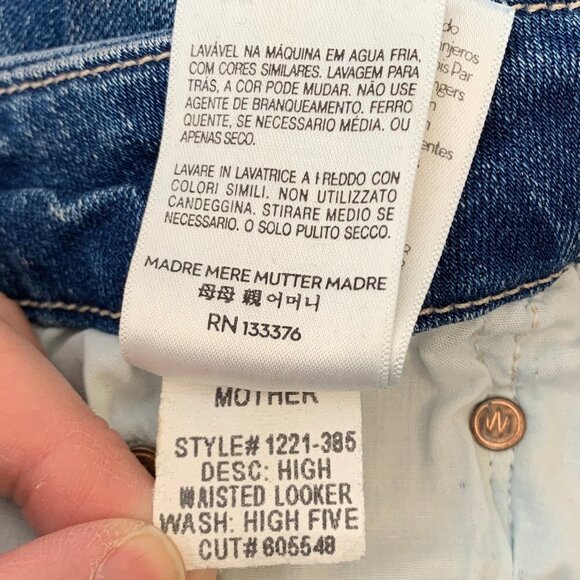 LAVÁVEL NA MÁQUINA EM AGUA FRIA,
COM CORES SIMILARES. LAVAGEM PARA
TRÁS, A COR PODE MUDAR. NÃO USE
AGENTE DE BRANQUEAMENTO. FERRO
QUENTE, SE NECESSARIO MÉDIA. OU
APENAS SECO.
LAVARE IN LAVATRICE A FREDDO CON
COLORI SIMILI. NON UTILIZZATO
CANDEGGINA. STIRARE MEDIO SE
NECESSARIO. O SOLO PULITO SECCO.
MADRE MERE MUTTER MADRE
母母 親 어머니
RN 133376
MOTHER
STYLE# 1221-385
DESC: HIGH
WAISTED LOOKER
WASH: HIGH FIVE
CUT# 605548